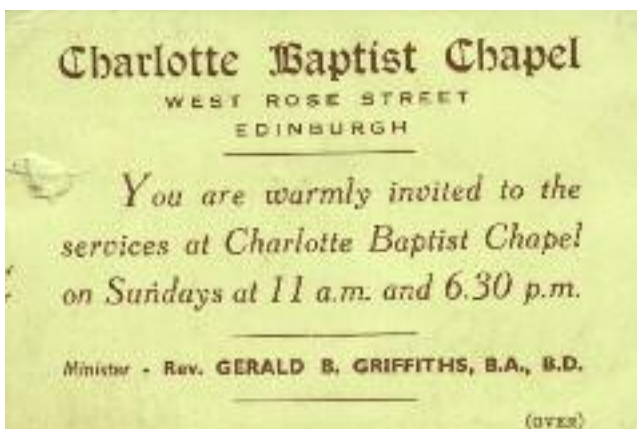 Charlotte Baptist Chapel
WEST ROSE STREET
EDINBURGH
You are warmly invited to the
services at Charlotte Baptist Chapel
on Sundays at 11 a.m. and 6.30 p.m.
Minister - Rev. GERALD B. GRIFFITHS, B.A., B.D.
(OVER)